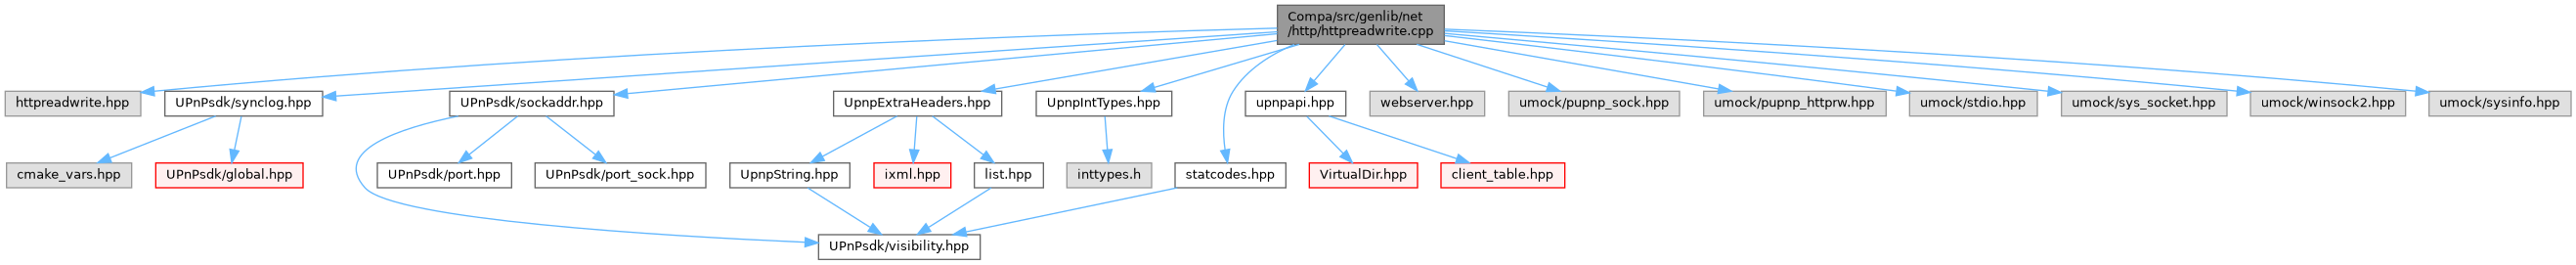 Compa/src/genlib/net
/http/httpreadwrite.cpp
httpreadwrite.hpp
UPnPsdk/synclog.hpp
UPnPsdk/sockaddr.hpp
UpnpExtraHeaders.hpp
UpnpIntTypes.hpp
upnpapi.hpp
webserver.hpp
umock/pupnp_sock.hpp
umock/pupnp_httprw.hpp
umock/stdio.hpp
umock/sys_socket.hpp
umock/winsock2.hpp
umock/sysinfo.hpp
cmake_vars.hpp
UPnPsdk/global.hpp
UPnPsdk/port.hpp
UPnPsdk/port_sock.hpp
UpnpString.hpp
ixml.hpp
list.hpp
inttypes.h
statcodes.hpp
VirtualDir.hpp
client_table.hpp
UPnPsdk/visibility.hpp